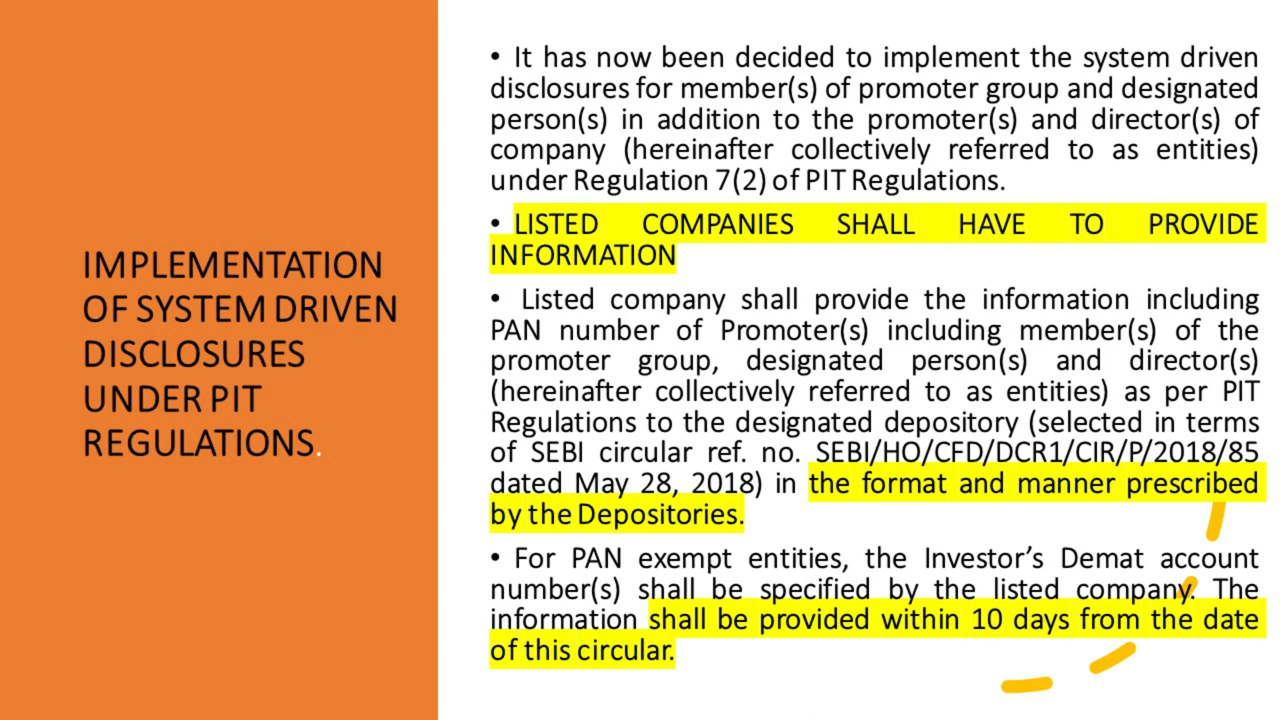 IMPLEMENTATION
OF SYSTEM DRIVEN
DISCLOSURES
UNDER PIT
REGULATIONS.
• It has now been decided to implement the system driven
disclosures for member(s) of promoter group and designated
person(s) in addition to the promoter(s) and director(s) of
company (hereinafter collectively referred to as entities)
under Regulation 7(2) of PIT Regulations.
• LISTED COMPANIES SHALL HAVE TO PROVIDE
INFORMATION
• Listed company shall provide the information including
PAN number of Promoter(s) including member(s) of the
promoter group, designated person(s) and director(s)
(hereinafter collectively referred to as entities) as per PIT
Regulations to the designated depository (selected in terms
of SEBI circular ref. no. SEBI/HO/CFD/DCR1/CIR/P/2018/85
dated May 28, 2018) in the format and manner prescribed
by the Depositories.
• For PAN exempt entities, the Investor’s Demat account
number(s) shall be specified by the listed company. The
information shall be provided within 10 days from the date
of this circular.